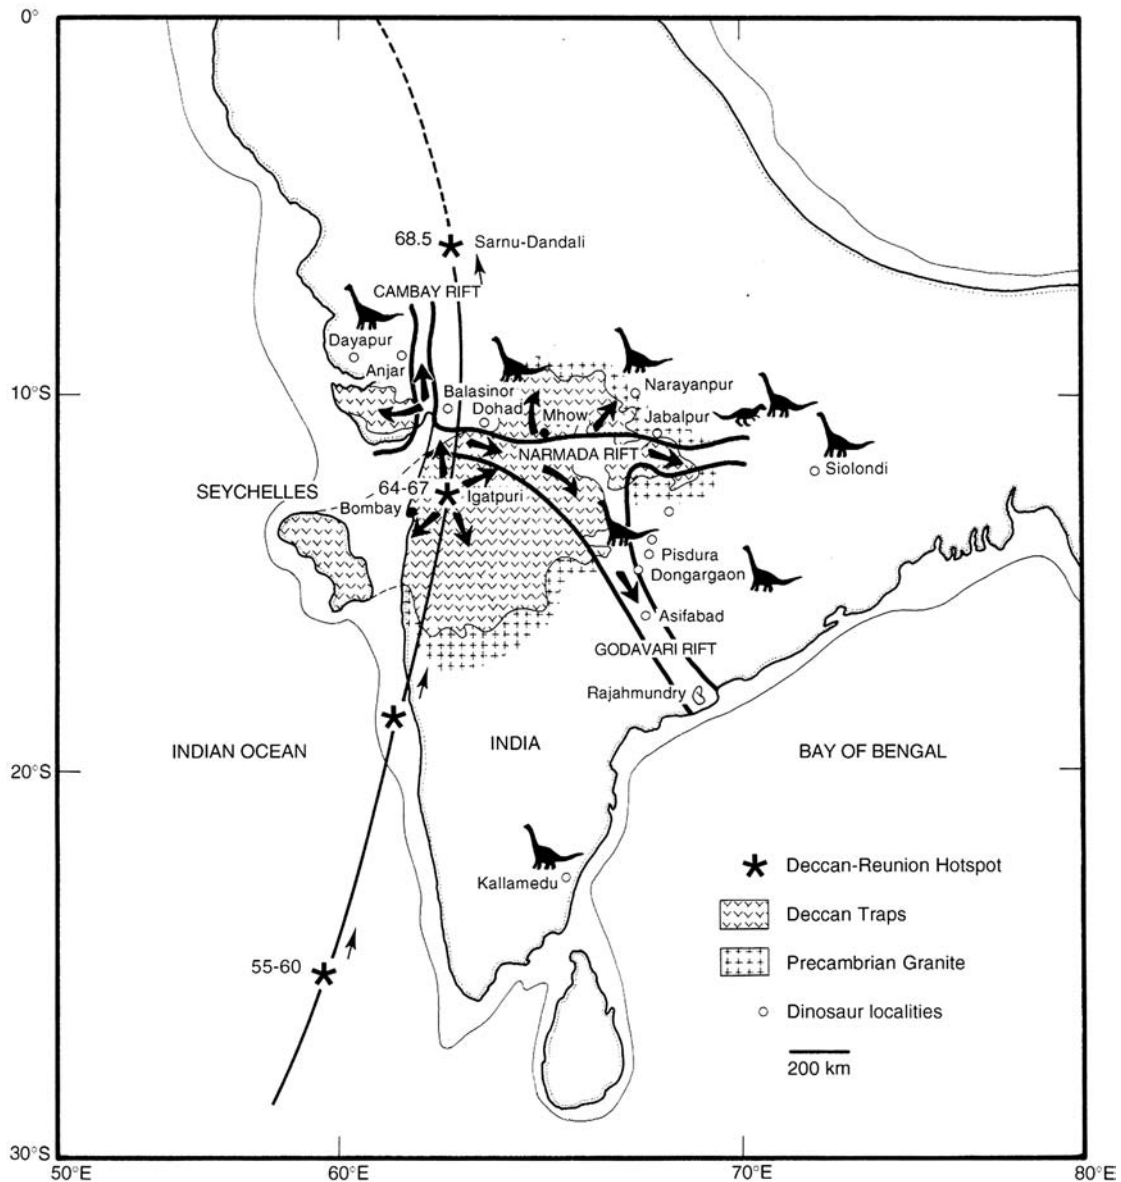 0°
68.5
Sarnu-Dandali
CAMBAY RIFT
Dayapur
Anjar
10°S
Balasinor
Dohad
Mhow
Narayanpur
Jabalpur
NARMADA RIFT
Siolondi
SEYCHELLES
64-67
Igatpuri
Bombay
Pisdura
Dongargaon
Asifabad
GODAVARI RIFT
Rajahmundry
INDIAN OCEAN
INDIA
BAY OF BENGAL
20°S
Kallamedu
55-60
Deccan-Reunion Hotspot
Deccan Traps
Precambrian Granite
Dinosaur localities
200 km
30°S
50°E
60°E
70°E
80°E